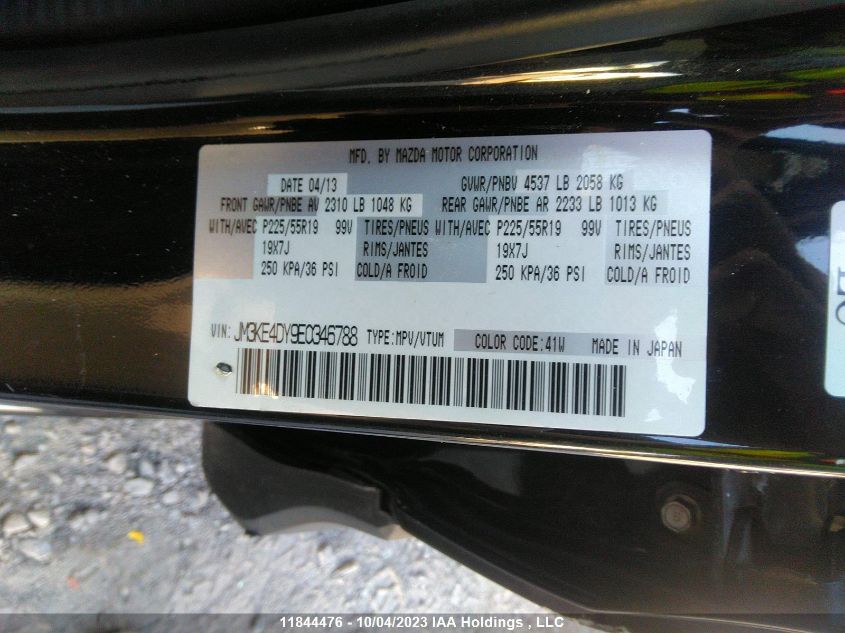 MFD. BY MAZDA MOTOR CORPORATION
DATE 04/13 GVWR/PNBV 4537 LB 2058 KG
FRONT GAWR/PNBE AV 2310 LB 1048 KG REAR GAWR/PNBE AR 2233 LB 1013 KG
WITH/AVEC P225/55R19 99V TIRES/PNEUS WITH/AVEC P225/55R19 99V TIRES/PNEUS
19X7J RIMS/JANTES 19X7J RIMS/JANTES
250 KPA/36 PSI COLD/A FROID 250 KPA/36 PSI COLD/A FROID
VIN: JM3KE4DY9E0346788 TYPE:MPV/VTUM COLOR CODE:41W MADE IN JAPAN
11844476 - 10/04/2023 IAA Holdings , LLC